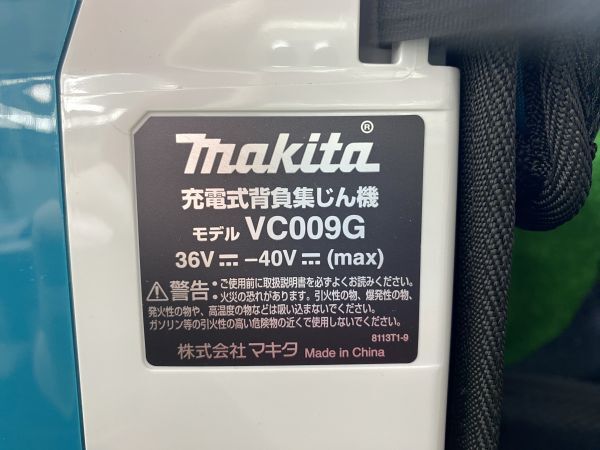 makita®
充電式背負集じん機
モデル VC009G
36V⎓-40V⎓(max)
⚠警告・ご使用前に取扱説明書を必ずよくお読みください。
・火災の恐れがあります。引火性の物、爆発性の物、
発火性の物や、高温度の物などは吸い込まないでください。
ガソリン等の引火性の高い危険物の近くで使用しないでください。
8113T1-9
株式会社 マキタ Made in China